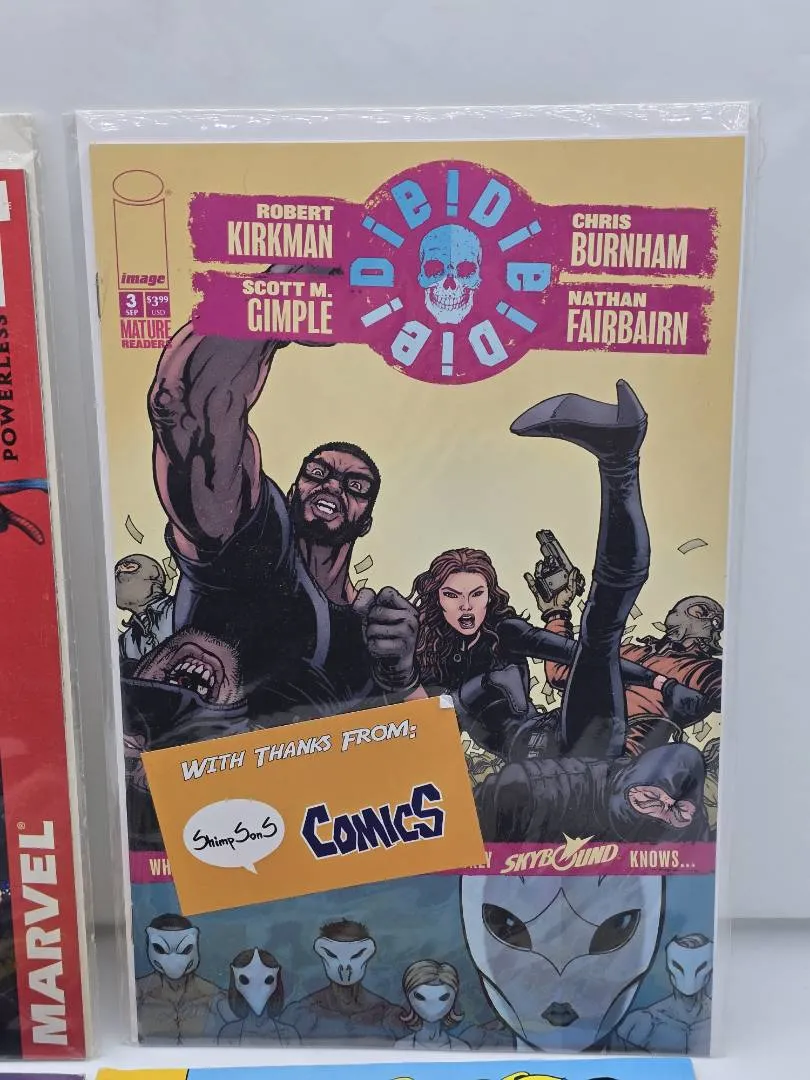 POWERLESS
MARVEL
ROBERT
KIRKMAN
SCOTT M.
GIMPLE
DIE!DIE!DIE!
CHRIS
BURNHAM
NATHAN
FAIRBAIRN
image
3
SEP
$3.99
USD
MATURE
READERS
WITH THANKS FROM:
ShimpSonS
COMICS
SKYBOUND KNOWS...